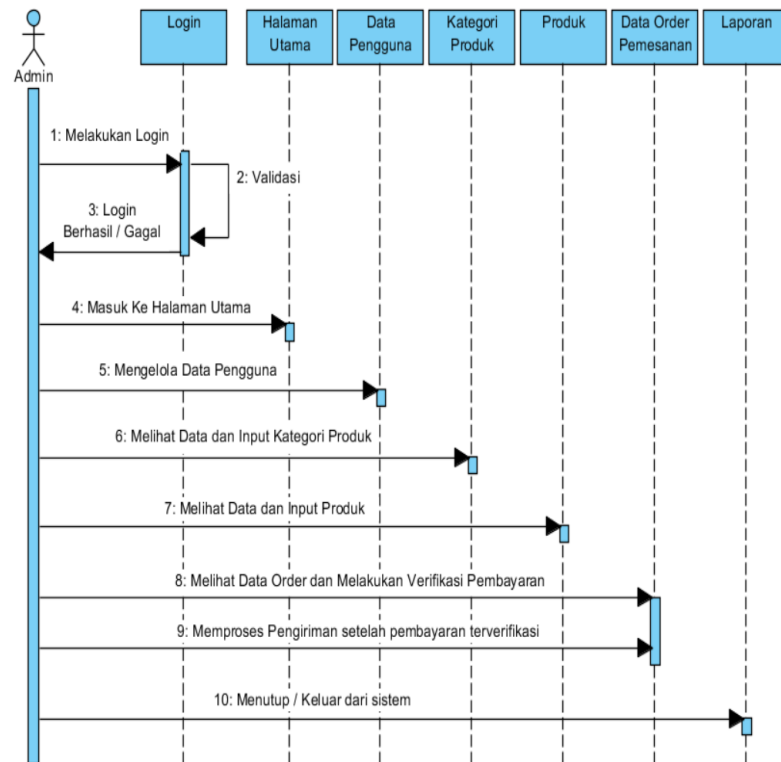 Admin
Login
Halaman
Utama
Data
Pengguna
Kategori
Produk
Produk
Data Order
Pemesanan
Laporan
1: Melakukan Login
2: Validasi
3: Login
Berhasil / Gagal
4: Masuk Ke Halaman Utama
5: Mengelola Data Pengguna
6: Melihat Data dan Input Kategori Produk
7: Melihat Data dan Input Produk
8: Melihat Data Order dan Melakukan Verifikasi Pembayaran
9: Memproses Pengiriman setelah pembayaran terverifikasi
10: Menutup / Keluar dari sistem